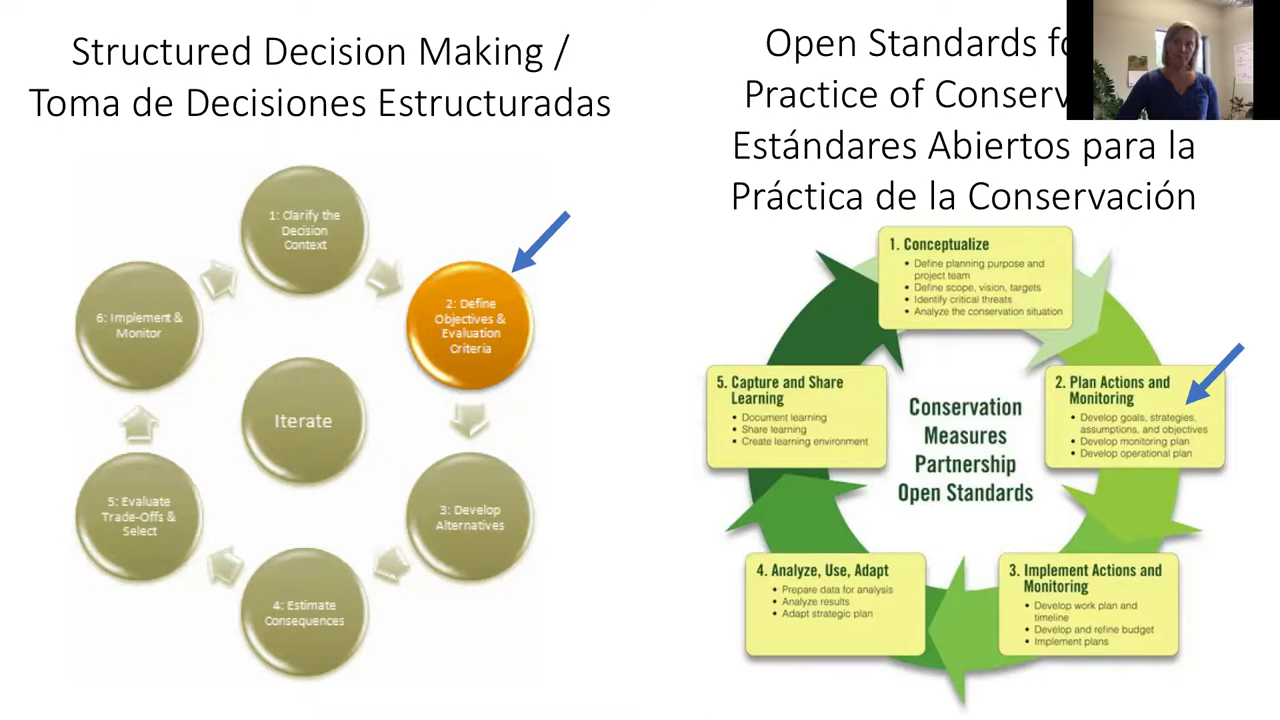 Structured Decision Making /
Toma de Decisiones Estructuradas
1: Clarify the
Decision
Context
2: Define
Objectives &
Evaluation
Criteria
3: Develop
Alternatives
4: Estimate
Consequences
5: Evaluate
Trade-Offs &
Select
6: Implement &
Monitor
Iterate
Open Standards
Practice of
Estándares Abiertos para la
Práctica de la Conservación
1. Conceptualize
• Define planning purpose and
project team
• Define scope, vision, targets
• Identify critical threats
• Analyze the conservation situation
2. Plan Actions and
Monitoring
• Develop goals, strategies,
assumptions, and objectives
• Develop monitoring plan
• Develop operational plan
3. Implement Actions and
Monitoring
• Develop work plan and
timeline
• Develop and refine budget
• Implement plans
4. Analyze, Use, Adapt
• Prepare data for analysis
• Analyze results
• Adapt strategic plan
5. Capture and Share
Learning
• Document learning
• Share learning
• Create learning environment
Conservation
Measures
Partnership
Open Standards